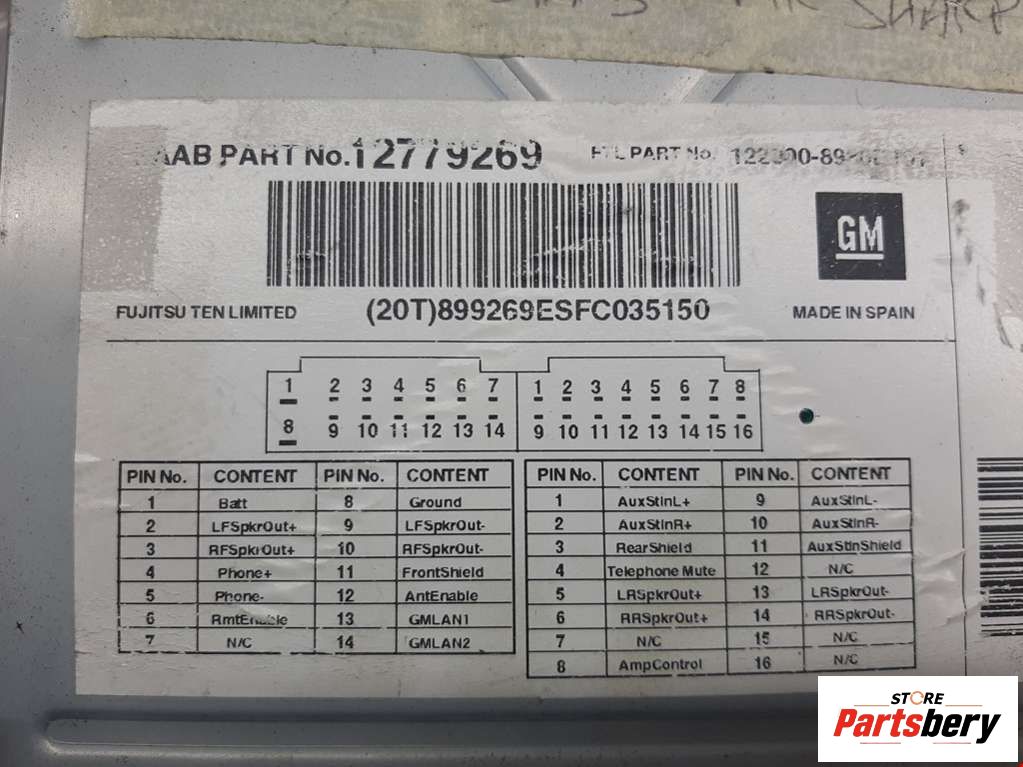 AAB PART No.12779269 PART No.
GM
FUJITSU TEN LIMITED (20T)899269ESFC035150 MADE IN SPAIN
1 2 3 4 5 6 7 1 2 3 4 5 6 7 8
8 9 10 11 12 13 14 9 10 11 12 13 14 15 16
PIN No. CONTENT PIN No. CONTENT PIN No. CONTENT PIN No. CONTENT
1 Batt 8 Ground 1 AuxStInL+ 9 AuxStInL-
2 LFSpkrOut+ 9 LFSpkrOut- 2 AuxStInR+ 10 AuxStInR-
3 RFSpkrOut+ 10 RFSpkrOut- 3 RearShield 11 AuxStInShield
4 Phone+ 11 FrontShield 4 Telephone Mute 12 N/C
5 Phone- 12 AntEnable 5 LRSpkrOut+ 13 LRSpkrOut-
6 RmtEnable 13 GMLAN1 6 RRSpkrOut+ 14 RRSpkrOut-
7 N/C 14 GMLAN2 7 N/C 15 N/C
8 AmpControl 16 N/C
STORE
Partsbery